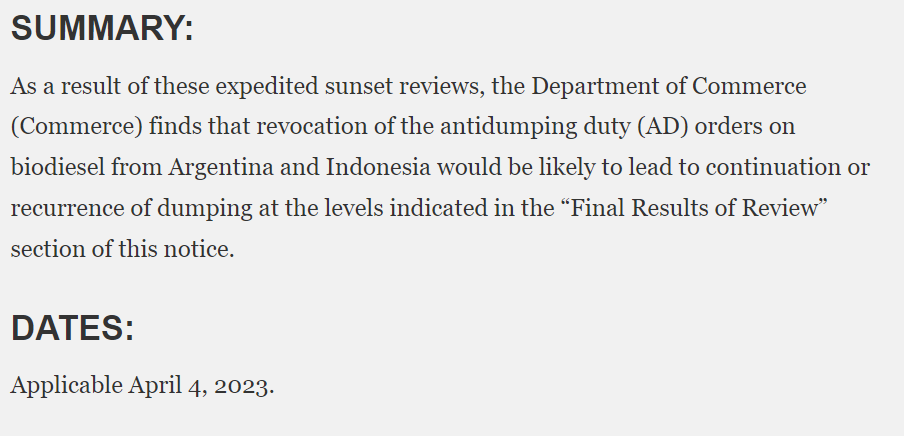 SUMMARY:
As a result of these expedited sunset reviews, the Department of Commerce
(Commerce) finds that revocation of the antidumping duty (AD) orders on
biodiesel from Argentina and Indonesia would be likely to lead to continuation or
recurrence of dumping at the levels indicated in the “Final Results of Review”
section of this notice.
DATES:
Applicable April 4, 2023.